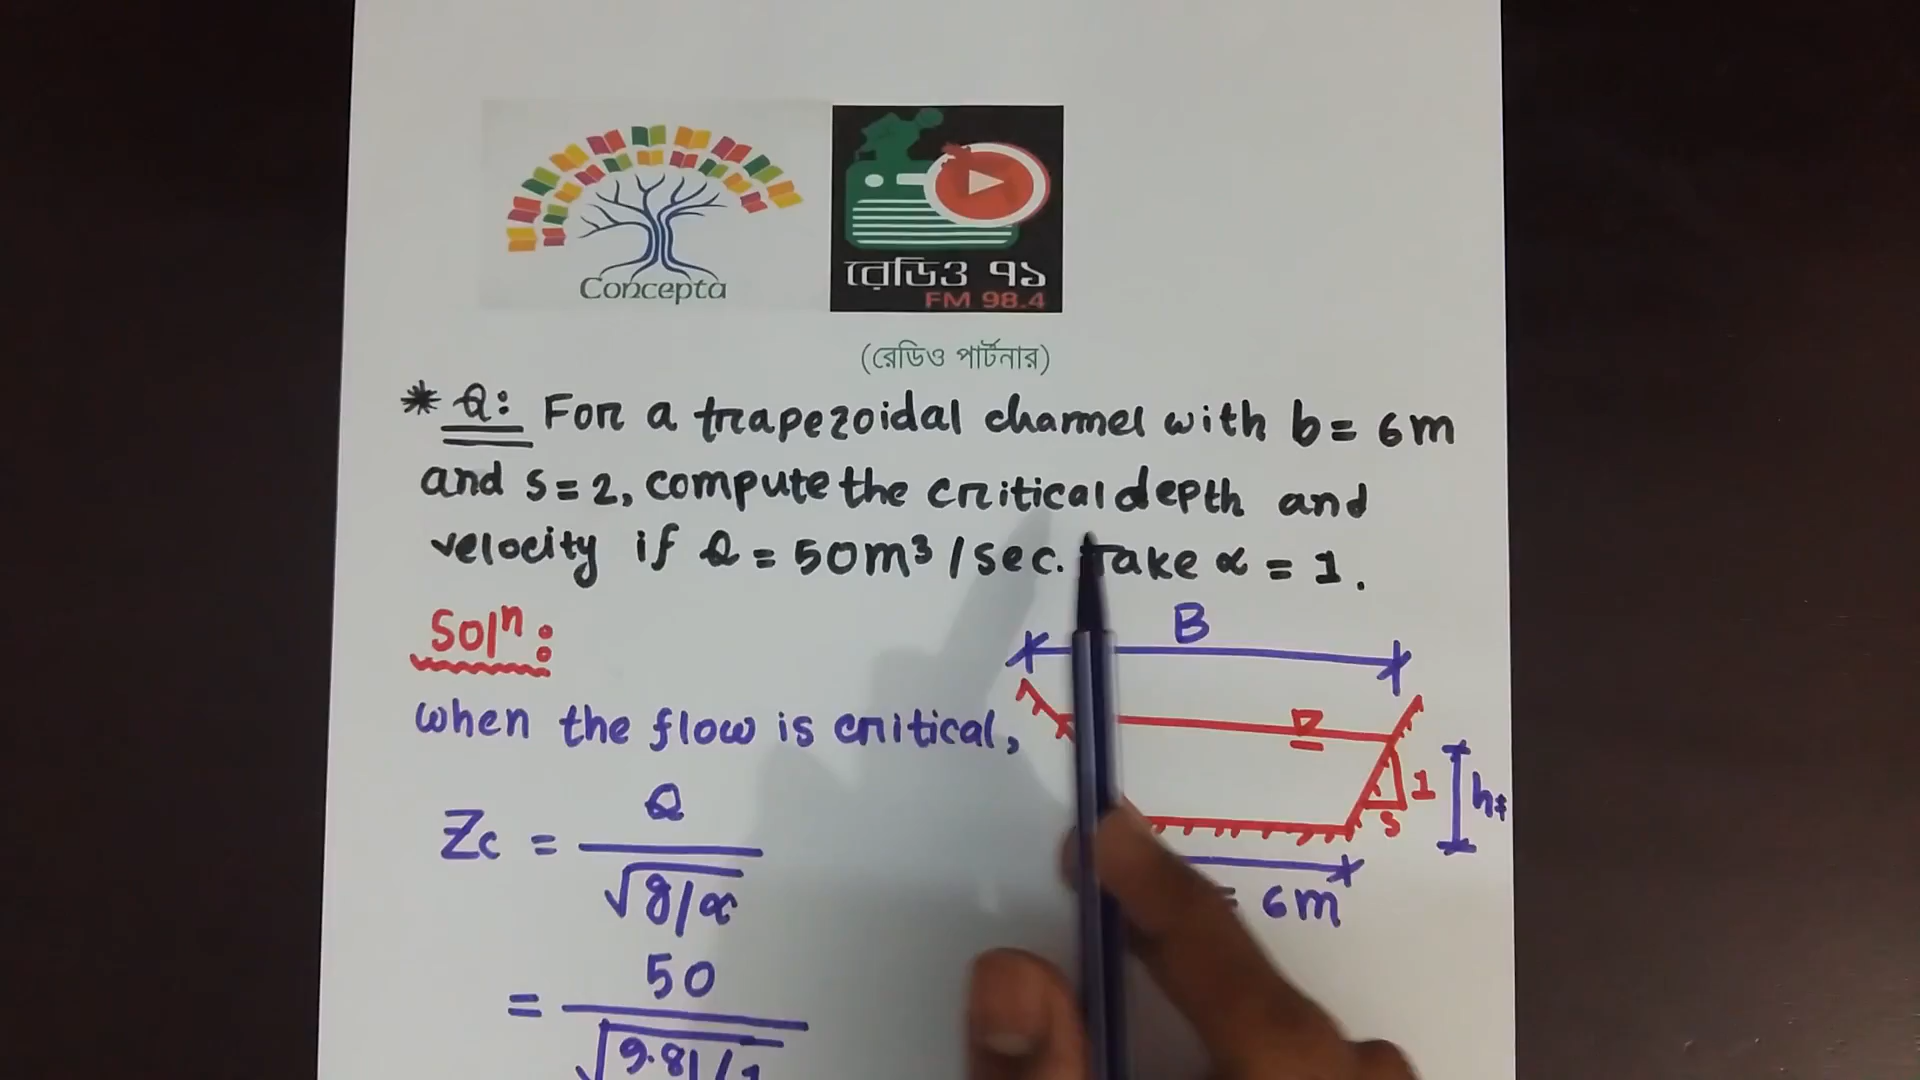 Concepta
রেডিও ৭১
FM 98.4
(রেডিও পার্টনার)
* Q: For a trapezoidal channel with b = 6m
and s = 2, compute the critical depth and
velocity if Q = 50m³/sec. Take α = 1.
Solⁿ:
B
when the flow is critical,
1
s
Zc = Q / √g/α
= 6m
= 50 / √9.81/1